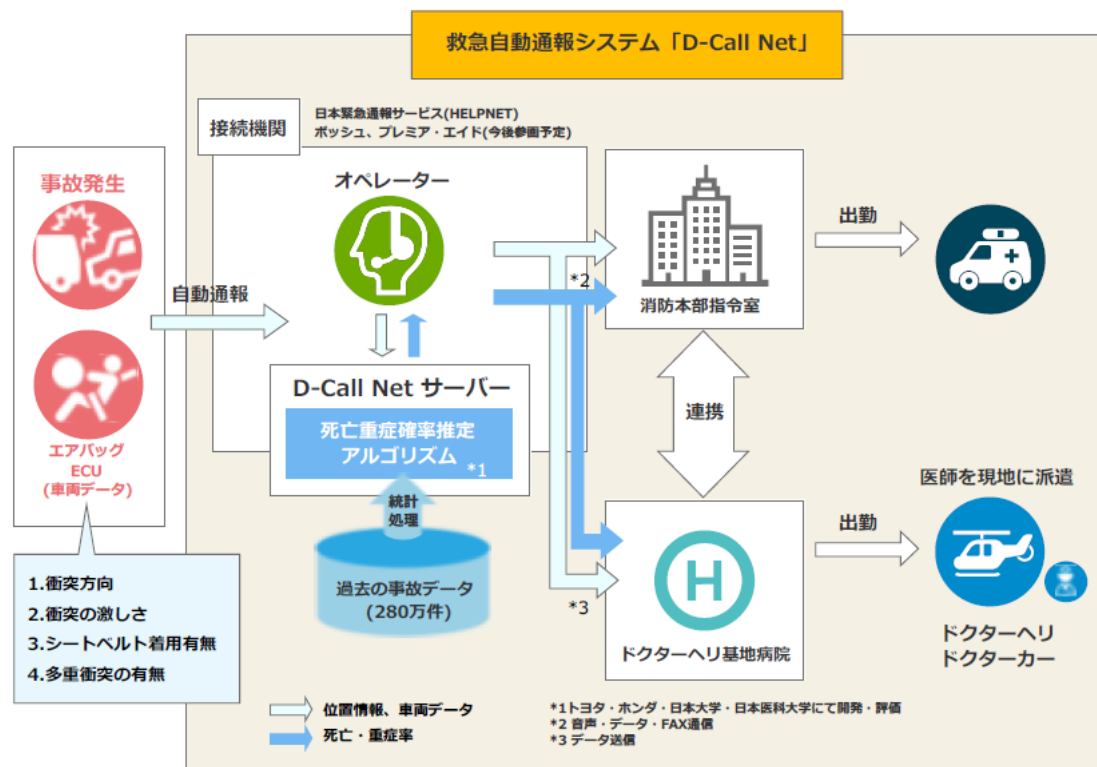 救急自動通報システム「D-Call Net」
接続機関
日本緊急通報サービス(HELPNET)
ボッシュ、プレミア・エイド(今後参画予定)
事故発生
エアバッグ
ECU
(車両データ)
自動通報
オペレーター
D-Call Net サーバー
死亡重症確率推定
アルゴリズム *1
統計
処理
過去の事故データ
(280万件)
*2
*3
消防本部指令室
連携
H
ドクターヘリ基地病院
出勤
医師を現地に派遣
出勤
ドクターヘリ
ドクターカー
1.衝突方向
2.衝突の激しさ
3.シートベルト着用有無
4.多重衝突の有無
位置情報、車両データ
死亡・重症率
*1トヨタ・ホンダ・日本大学・日本医科大学にて開発・評価
*2 音声・データ・FAX通信
*3 データ送信